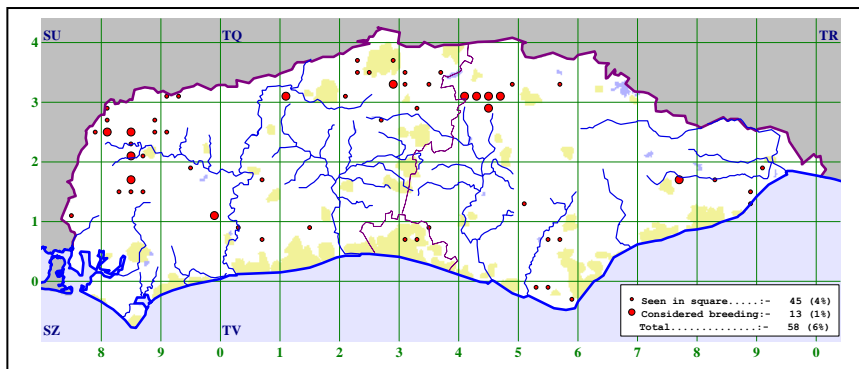 SU TQ TR
4
3
2
1
0
SZ TV
Seen in square.....:- 45 (4%)
Considered breeding:- 13 (1%)
Total..............:- 58 (6%)
8 9 0 1 2 3 4 5 6 7 8 9 0